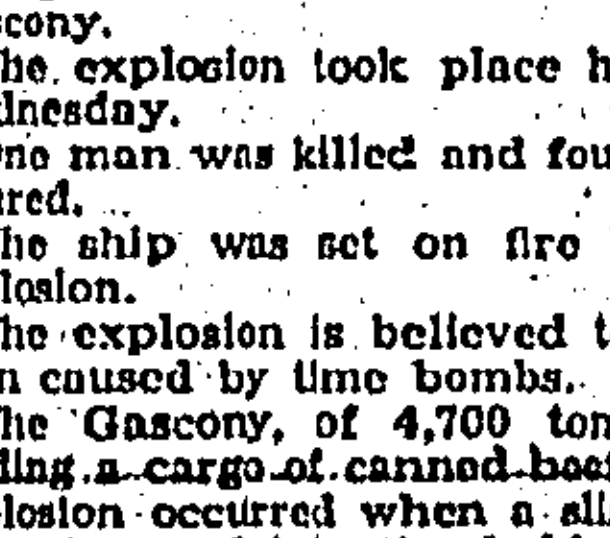 scony.
he explosion took place h
dnesday.
ne man was killed and fou
ured.
he ship was set on fire
losion.
he explosion is believed t
n caused by time bombs.
he Gascony, of 4,700 ton
ding a cargo of canned beef
losion occurred when a sli